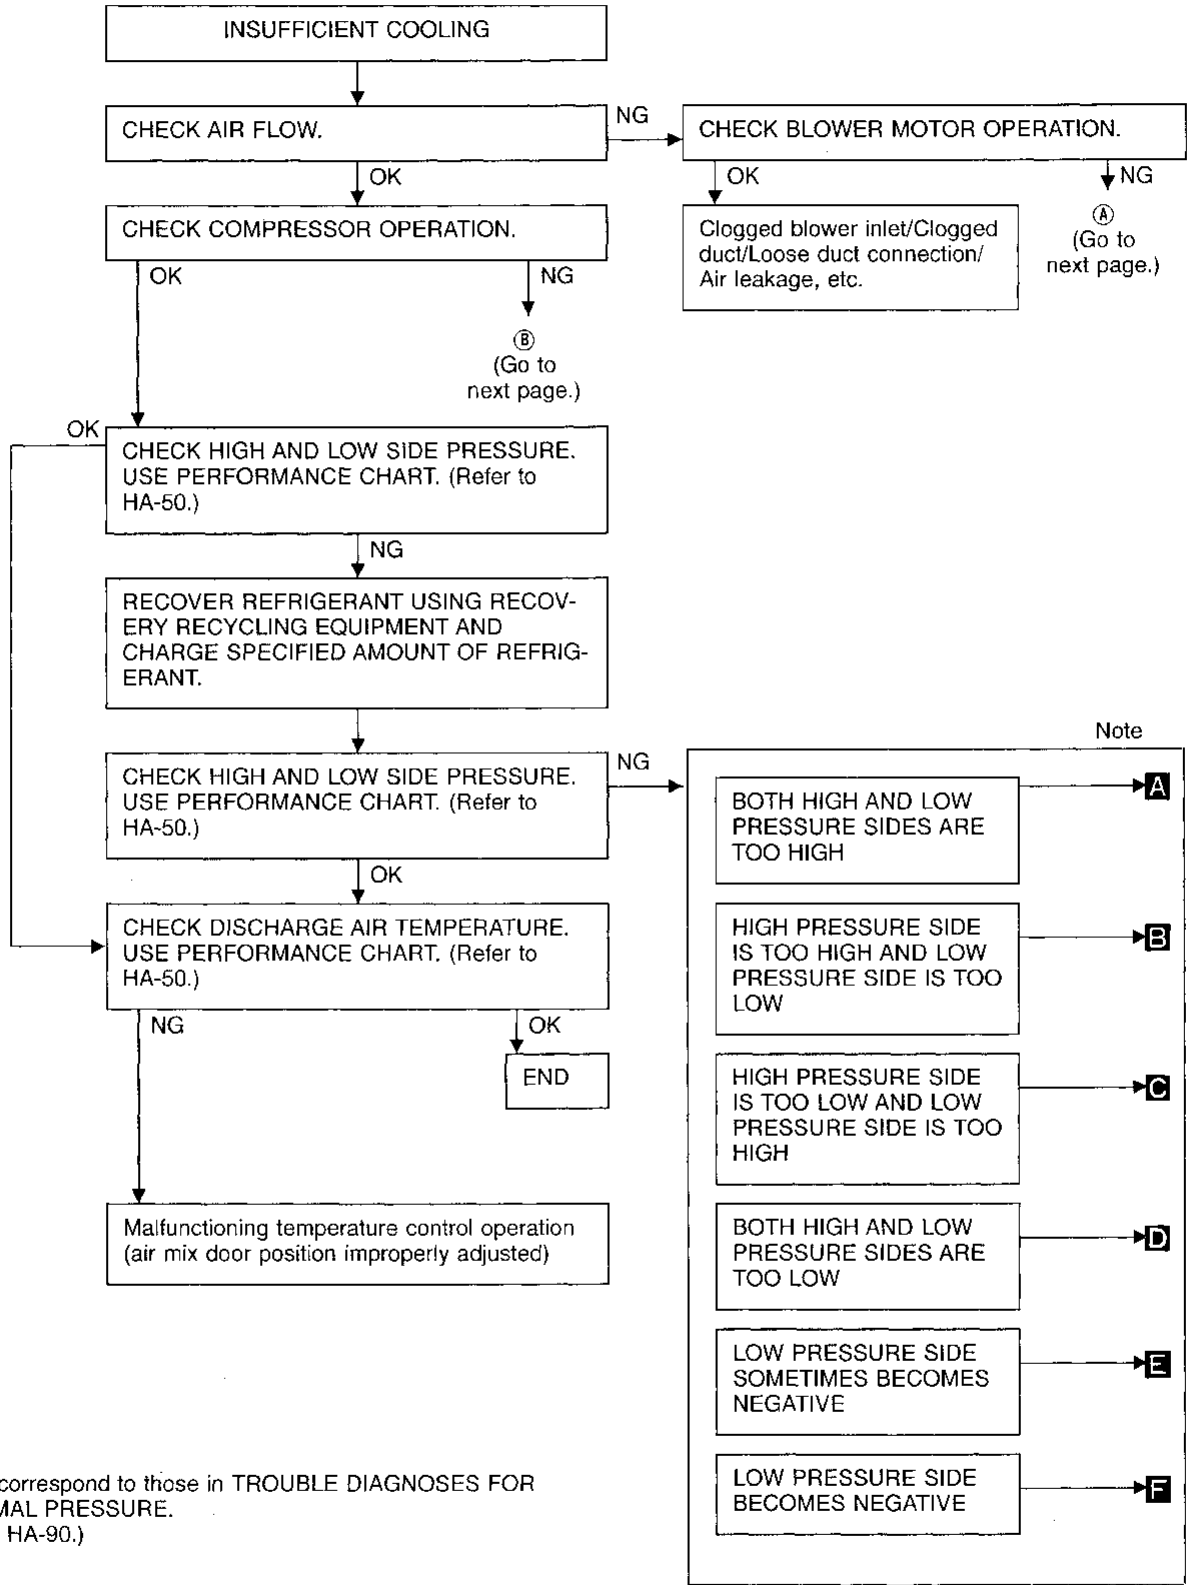 INSUFFICIENT COOLING
CHECK AIR FLOW.
NG
CHECK BLOWER MOTOR OPERATION.
OK
OK
NG
CHECK COMPRESSOR OPERATION.
Clogged blower inlet/Clogged
duct/Loose duct connection/
Air leakage, etc.
Ⓐ
(Go to
next page.)
OK
NG
Ⓑ
(Go to
next page.)
OK
CHECK HIGH AND LOW SIDE PRESSURE.
USE PERFORMANCE CHART. (Refer to
HA-50.)
NG
RECOVER REFRIGERANT USING RECOV-
ERY RECYCLING EQUIPMENT AND
CHARGE SPECIFIED AMOUNT OF REFRIG-
ERANT.
CHECK HIGH AND LOW SIDE PRESSURE.
USE PERFORMANCE CHART. (Refer to
HA-50.)
NG
OK
CHECK DISCHARGE AIR TEMPERATURE.
USE PERFORMANCE CHART. (Refer to
HA-50.)
NG
OK
END
Malfunctioning temperature control operation
(air mix door position improperly adjusted)
Note
BOTH HIGH AND LOW
PRESSURE SIDES ARE
TOO HIGH
A
HIGH PRESSURE SIDE
IS TOO HIGH AND LOW
PRESSURE SIDE IS TOO
LOW
B
HIGH PRESSURE SIDE
IS TOO LOW AND LOW
PRESSURE SIDE IS TOO
HIGH
C
BOTH HIGH AND LOW
PRESSURE SIDES ARE
TOO LOW
D
LOW PRESSURE SIDE
SOMETIMES BECOMES
NEGATIVE
E
LOW PRESSURE SIDE
BECOMES NEGATIVE
F
correspond to those in TROUBLE DIAGNOSES FOR
MAL PRESSURE.
HA-90.)